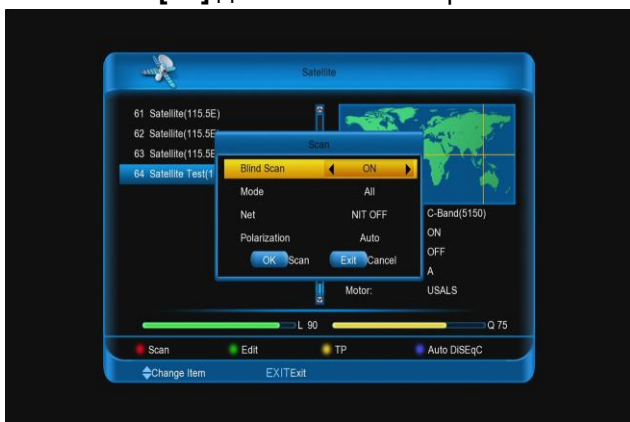 Satellite
61 Satellite(115.5E)
62 Satellite(115.5E
63 Satellite(115.5E
64 Satellite Test(1
Scan
Blind Scan ON
Mode All
Net NIT OFF
Polarization Auto
OK Scan Exit Cancel
C-Band(5150)
ON
OFF
A
Motor: USALS
L 90 Q 75
Scan Edit TP Auto DiSEqC
Change Item EXITExit